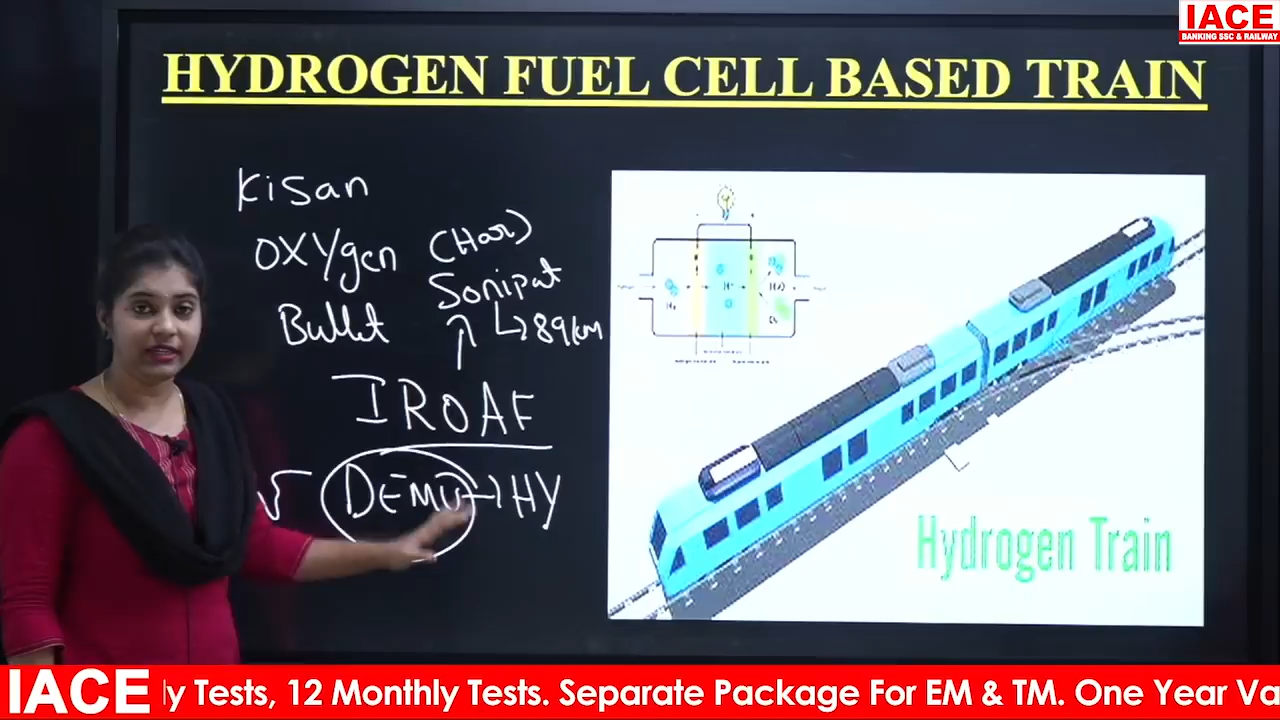 IACE
BANKING SSC & RAILWAY
HYDROGEN FUEL CELL BASED TRAIN
Kisan
OXYgen (Har)
Sonipat
Bullet ↳89km
IROAF
DEMU→HY
Hydrogen Train
IACE ly Tests, 12 Monthly Tests. Separate Package For EM & TM. One Year Va